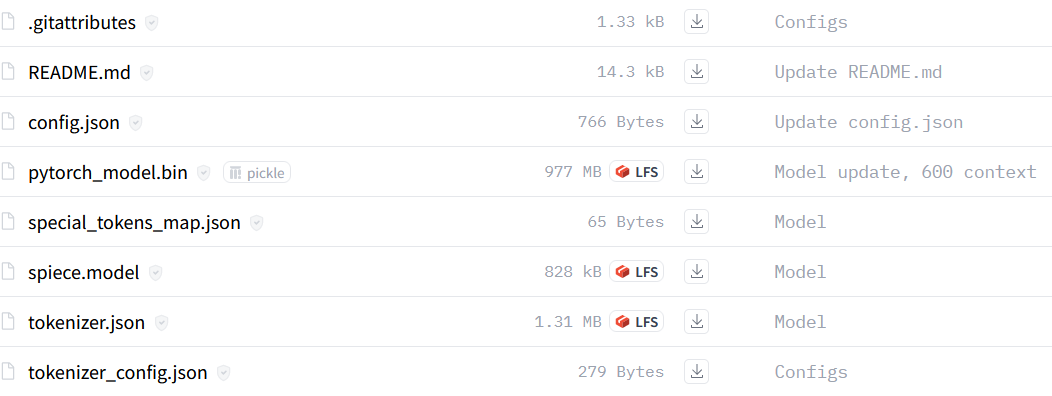 .gitattributes 1.33 kB Configs
README.md 14.3 kB Update README.md
config.json 766 Bytes Update config.json
pytorch_model.bin pickle 977 MB LFS Model update, 600 context
special_tokens_map.json 65 Bytes Model
spiece.model 828 kB LFS Model
tokenizer.json 1.31 MB LFS Model
tokenizer_config.json 279 Bytes Configs